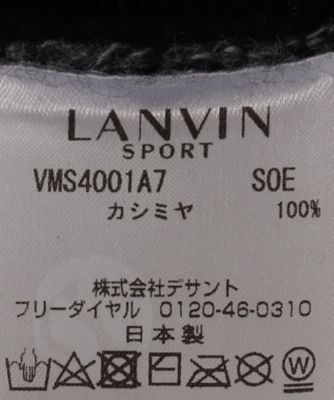 LANVIN
SPORT
VMS4001A7 SOE
カシミヤ 100%
株式会社デサント
フリーダイヤル 0120-46-0310
日本製
W